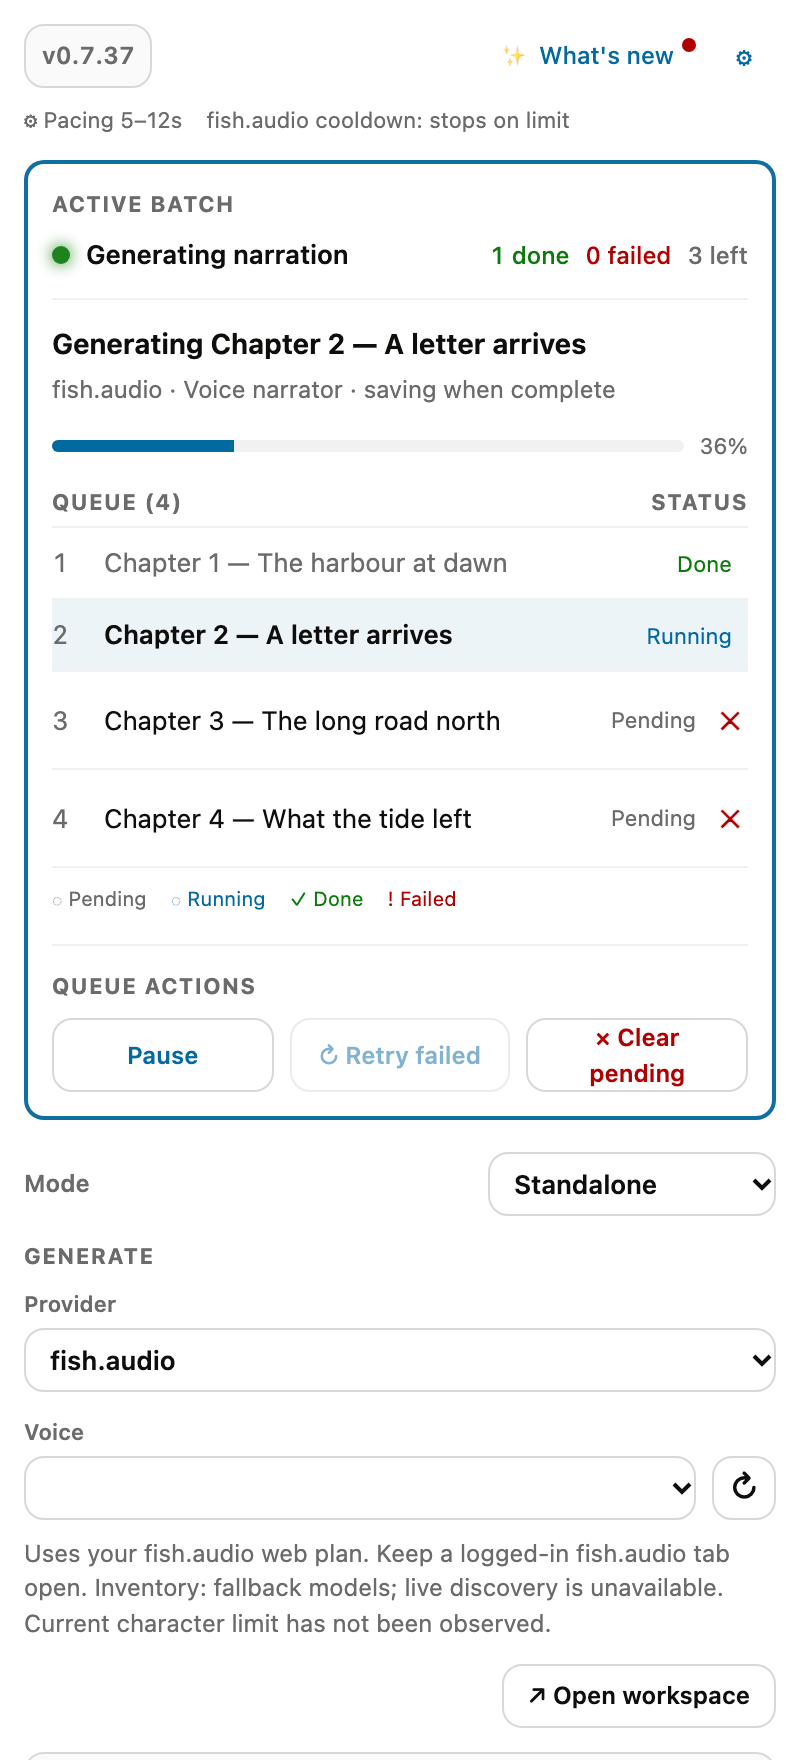 v0.7.37
✨ What's new
⚙
⚙ Pacing 5–12s fish.audio cooldown: stops on limit
ACTIVE BATCH
Generating narration 1 done 0 failed 3 left
Generating Chapter 2 — A letter arrives
fish.audio · Voice narrator · saving when complete
36%
QUEUE (4) STATUS
1 Chapter 1 — The harbour at dawn Done
2 Chapter 2 — A letter arrives Running
3 Chapter 3 — The long road north Pending ✕
4 Chapter 4 — What the tide left Pending ✕
○ Pending ○ Running ✓ Done ! Failed
QUEUE ACTIONS
Pause
↻ Retry failed
× Clear
pending
Mode Standalone
GENERATE
Provider
fish.audio
Voice
↻
Uses your fish.audio web plan. Keep a logged-in fish.audio tab
open. Inventory: fallback models; live discovery is unavailable.
Current character limit has not been observed.
↗ Open workspace